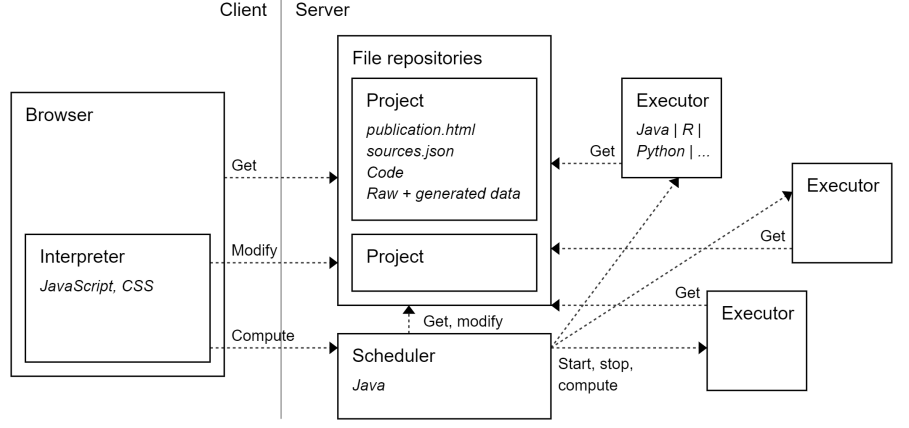 Client
Server
Browser
Interpreter
JavaScript, CSS
Get
Modify
Compute
File repositories
Project
publication.html
sources.json
Code
Raw + generated data
Project
Get, modify
Scheduler
Java
Start, stop,
compute
Get
Executor
Java | R |
Python | ...
Get
Executor
Get
Executor